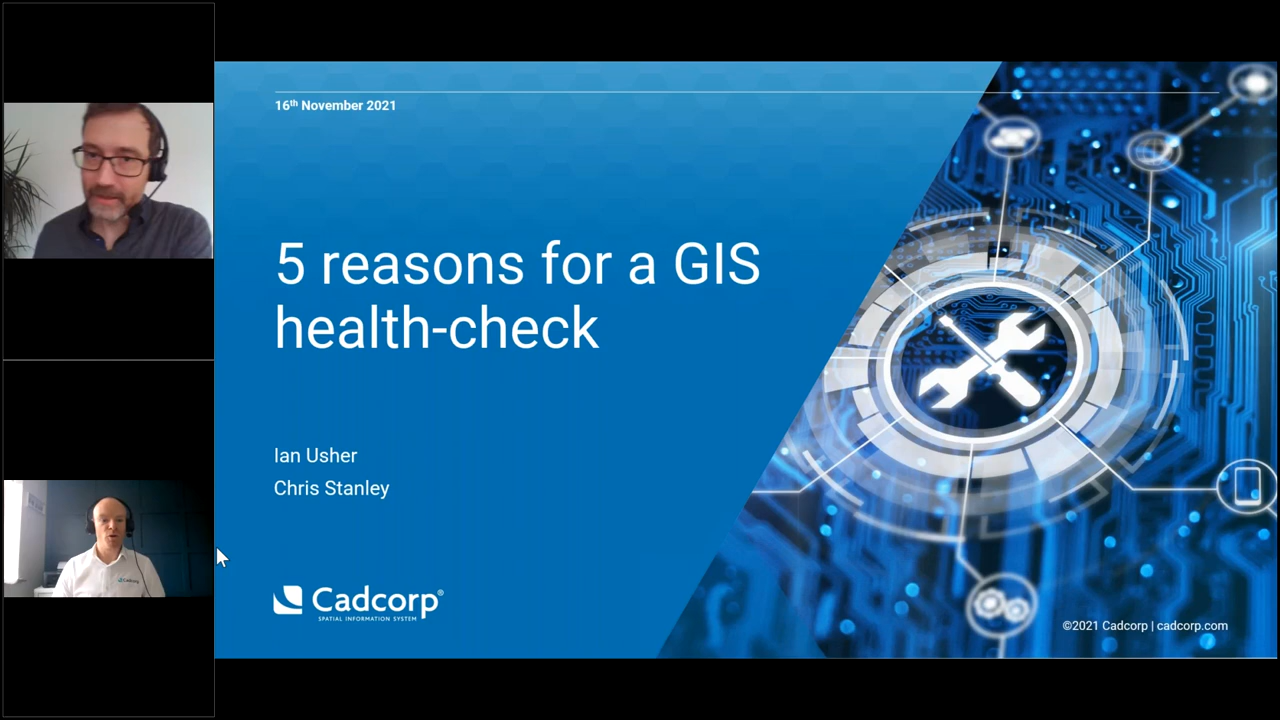 16th November 2021
5 reasons for a GIS
health-check
Ian Usher
Chris Stanley
Cadcorp®
SPATIAL INFORMATION SYSTEM
©2021 Cadcorp | cadcorp.com
Cadcorp